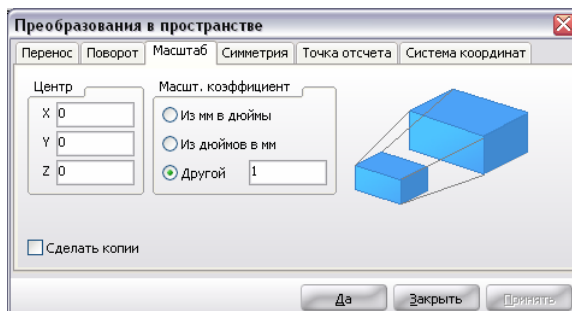 Преобразования в пространстве
Перенос Поворот Масштаб Симметрия Точка отсчета Система координат
Центр Масшт. коэффициент
X 0 Из мм в дюймы
Y 0 Из дюймов в мм
Z 0 Другой 1
Сделать копии
Да Закрыть Принять